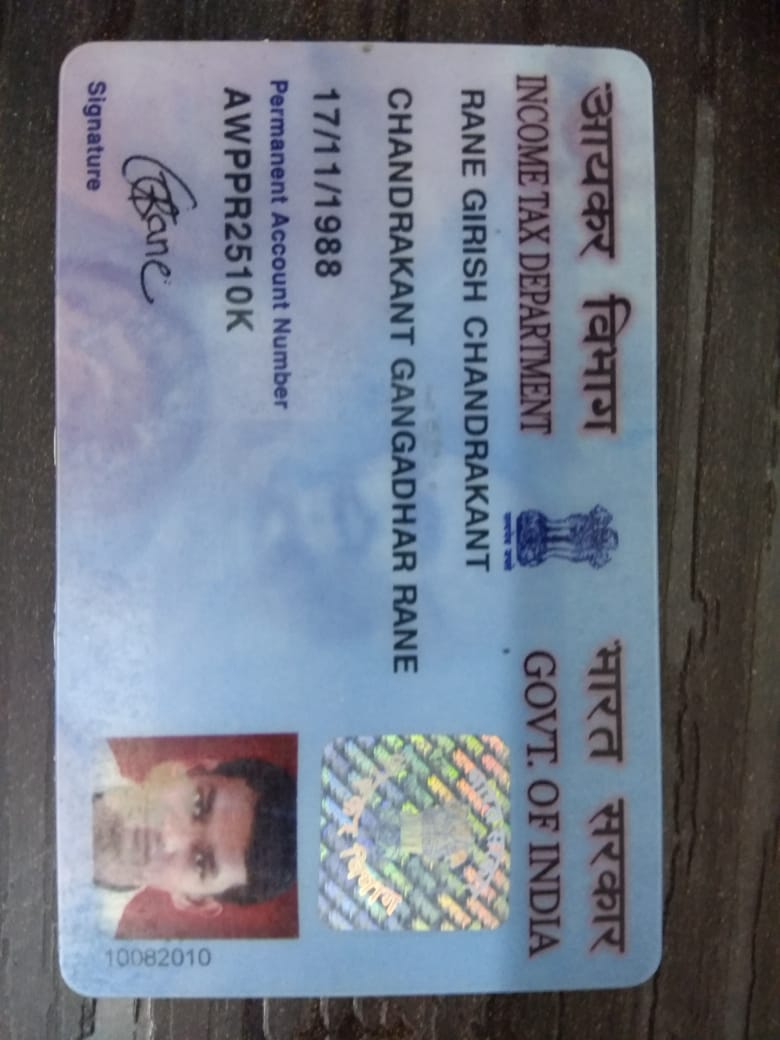 आयकर विभाग
INCOME TAX DEPARTMENT
भारत सरकार
GOVT. OF INDIA
RANE GIRISH CHANDRAKANT
CHANDRAKANT GANGADHAR RANE
17/11/1988
Permanent Account Number
AWPPR2510K
Signature
GRane
10082010